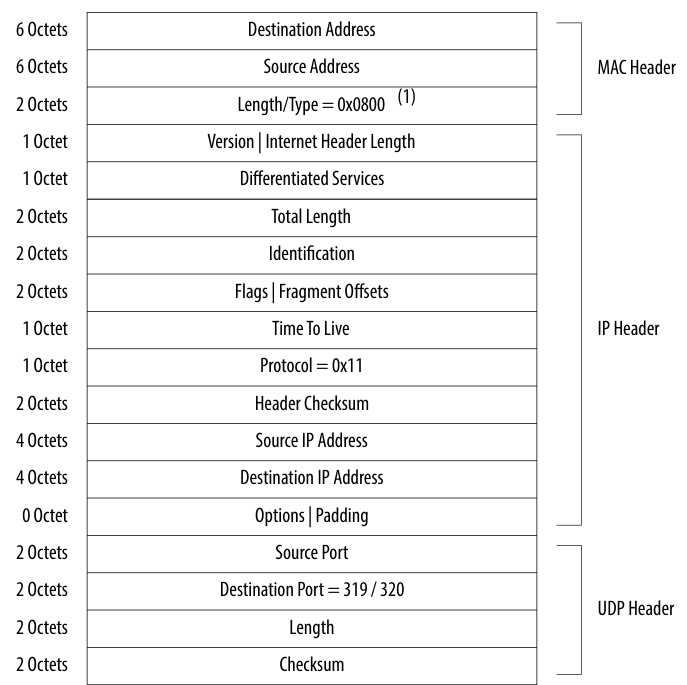 6 Octets Destination Address
6 Octets Source Address
MAC Header
2 Octets Length/Type = 0x0800 (1)
1 Octet Version | Internet Header Length
1 Octet Differentiated Services
2 Octets Total Length
2 Octets Identification
2 Octets Flags | Fragment Offsets
1 Octet Time To Live
IP Header
1 Octet Protocol = 0x11
2 Octets Header Checksum
4 Octets Source IP Address
4 Octets Destination IP Address
0 Octet Options | Padding
2 Octets Source Port
2 Octets Destination Port = 319 / 320
UDP Header
2 Octets Length
2 Octets Checksum